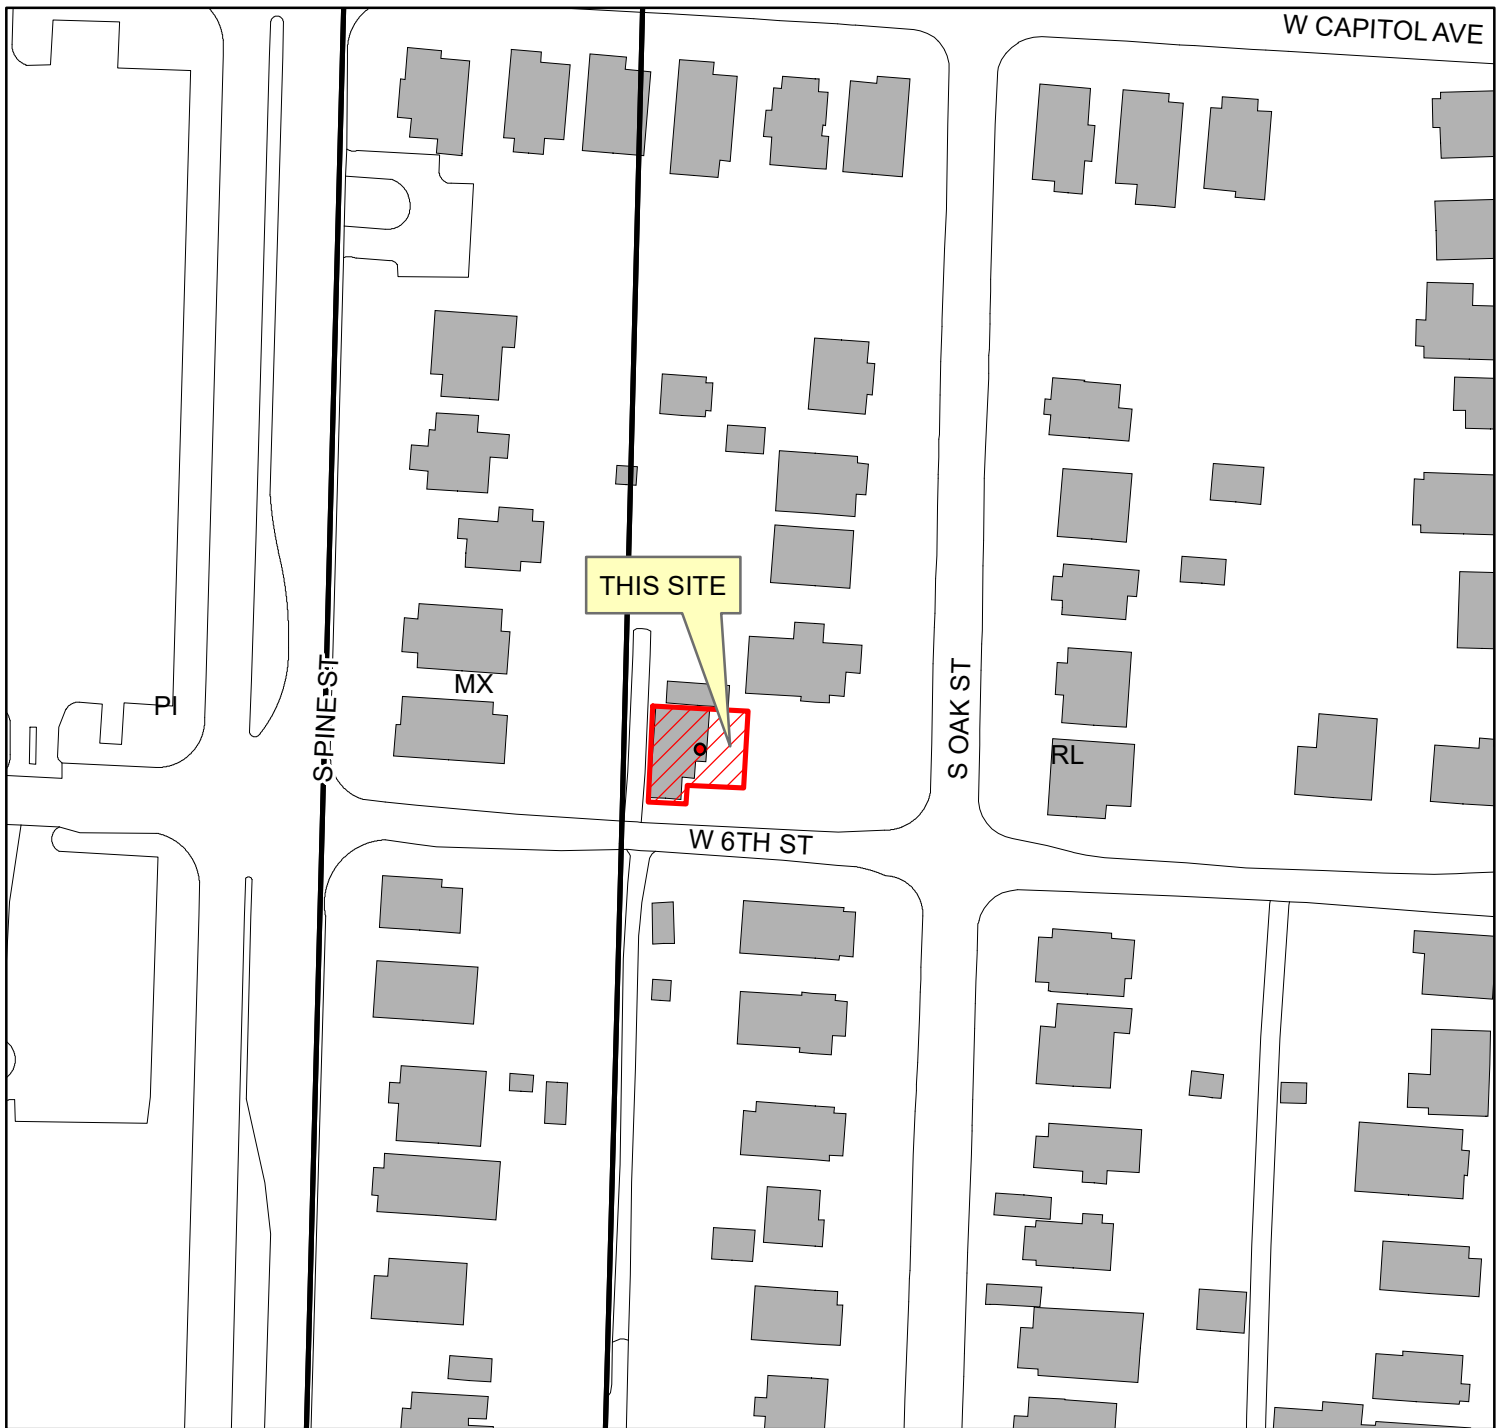 W CAPITOL AVE
THIS SITE
MX
PI
S PINE ST
S OAK ST
RL
W 6TH ST